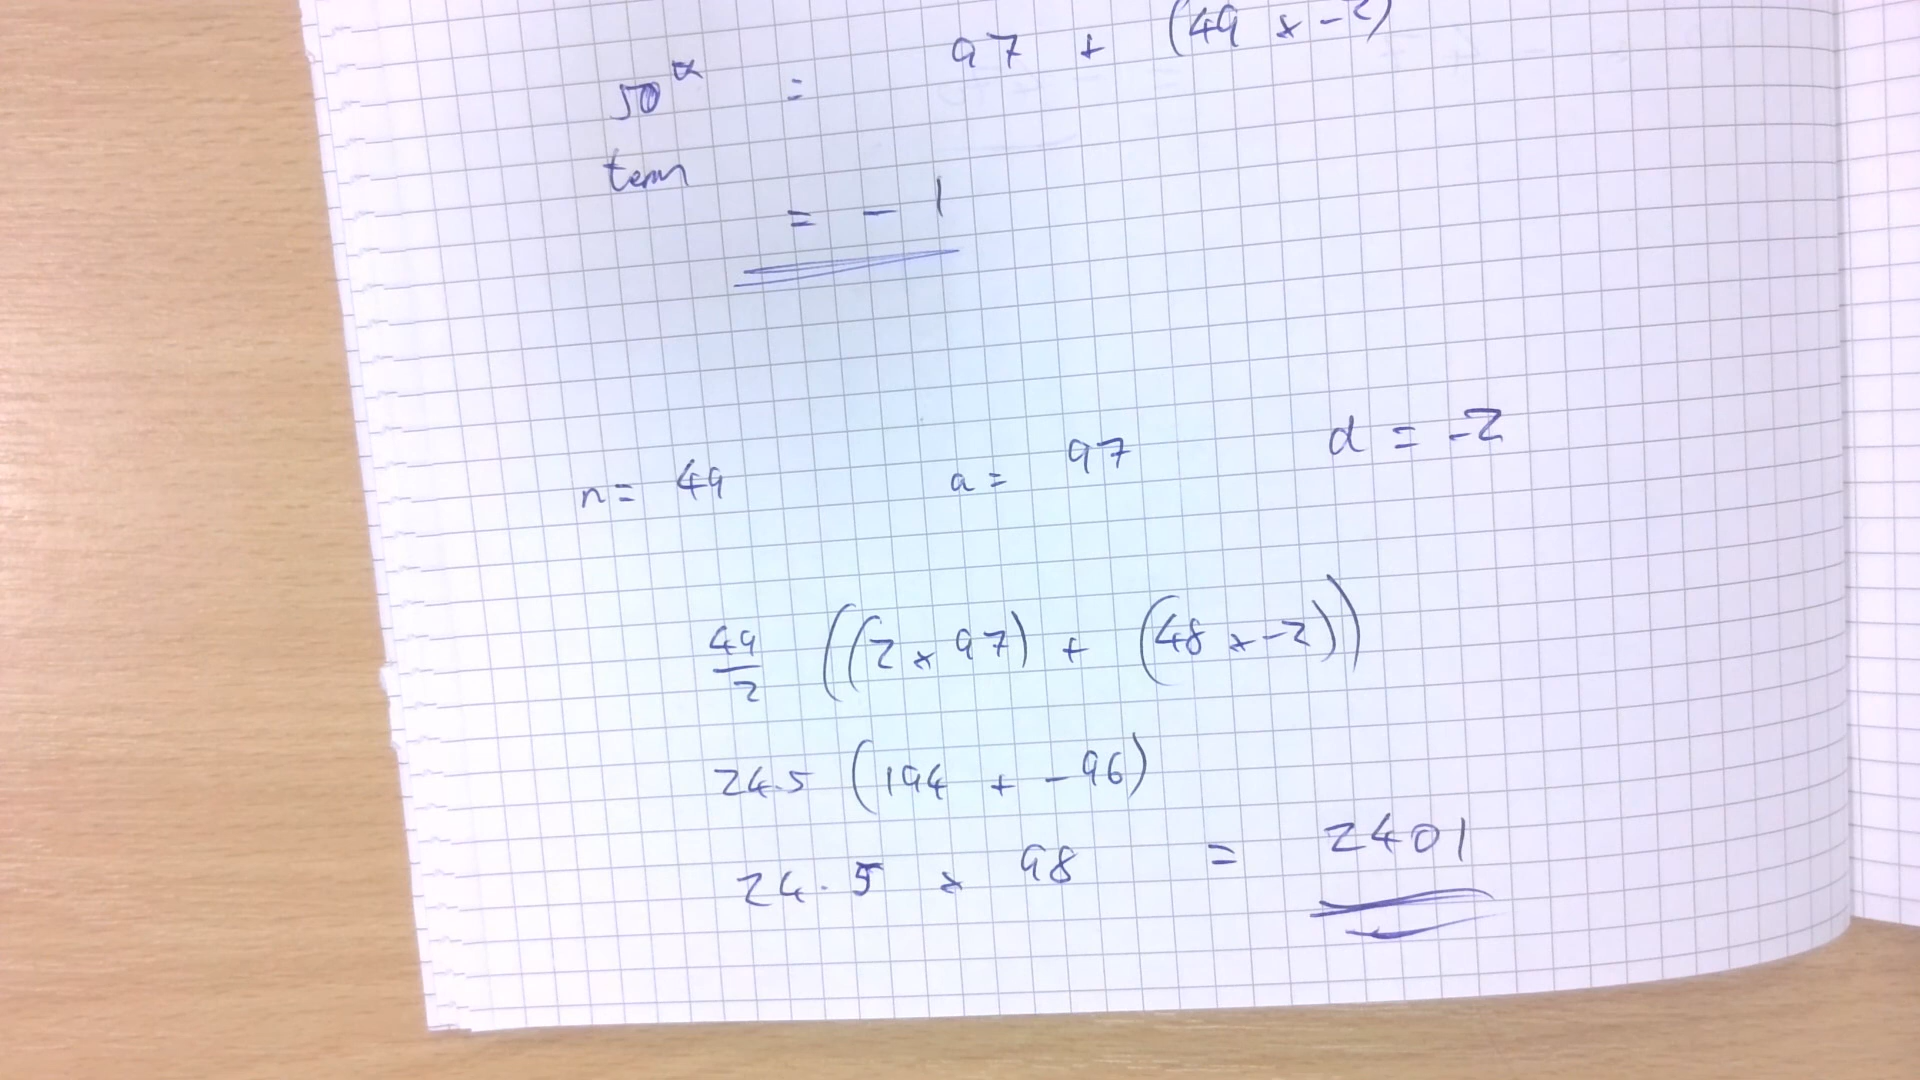 50th = 97 + (49 × -2)
term
= - 1
n = 49 a = 97 d = -2
49/2 ((2 × 97) + (48 × -2))
24.5 (194 + -96)
24.5 × 98 = 2401